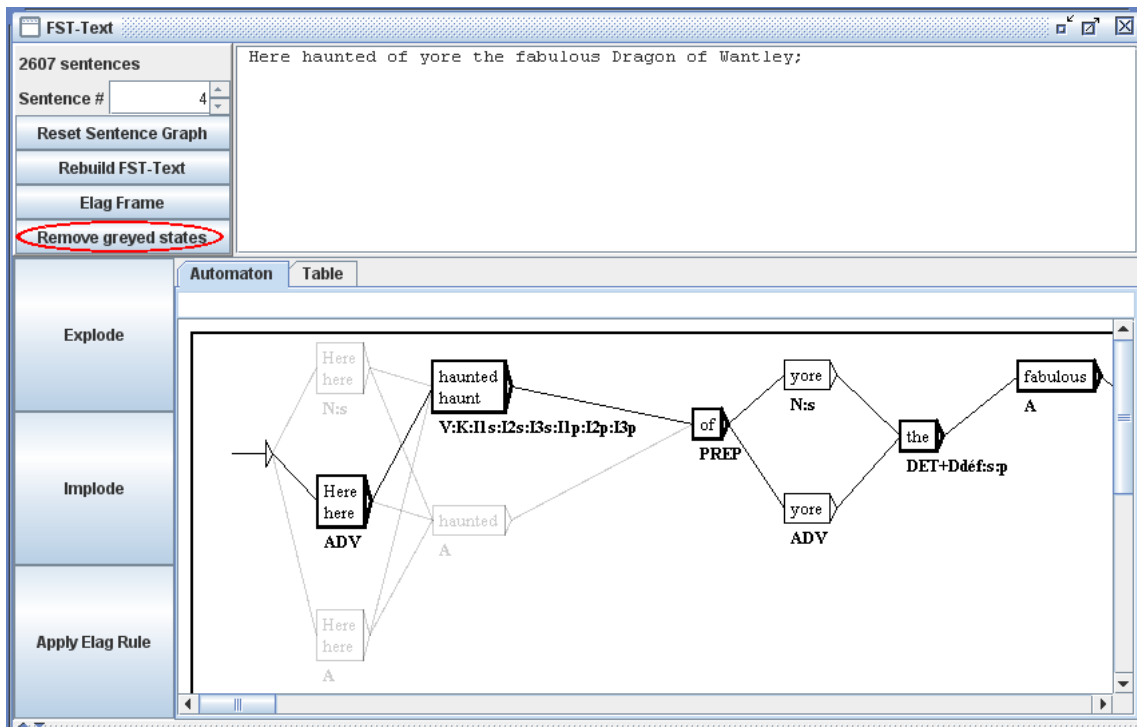 FST-Text
2607 sentences
Sentence # 4
Reset Sentence Graph
Rebuild FST-Text
Elag Frame
Remove greyed states
Here haunted of yore the fabulous Dragon of Wantley;
Explode
Implode
Apply Elag Rule
Automaton Table
Here
here
N:s
haunted
haunt
V:K:I1s:I2s:I3s:I1p:I2p:I3p
of
PREP
yore
N:s
the
DET+Ddéf:s:p
fabulous
A
Here
here
ADV
haunted
A
yore
ADV
Here
here
A